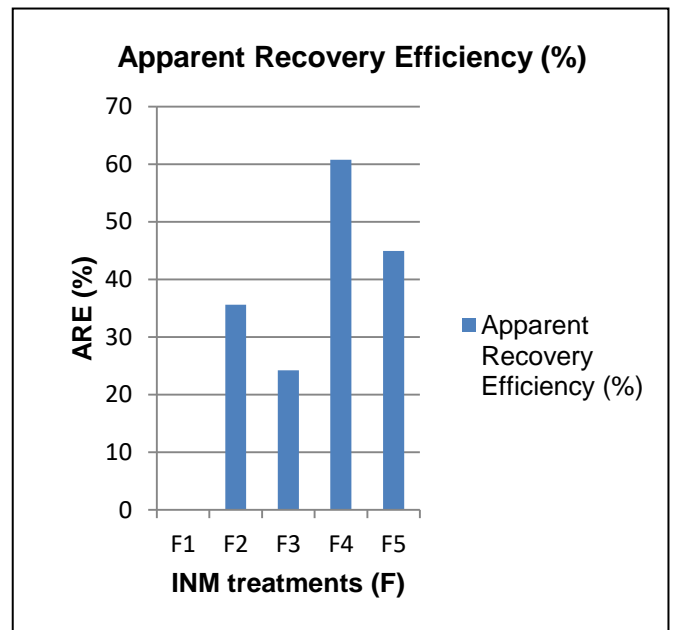 Apparent Recovery Efficiency (%)
70
60
50
40
30
20
10
0
ARE (%)
F1 F2 F3 F4 F5
INM treatments (F)
Apparent
Recovery
Efficiency (%)